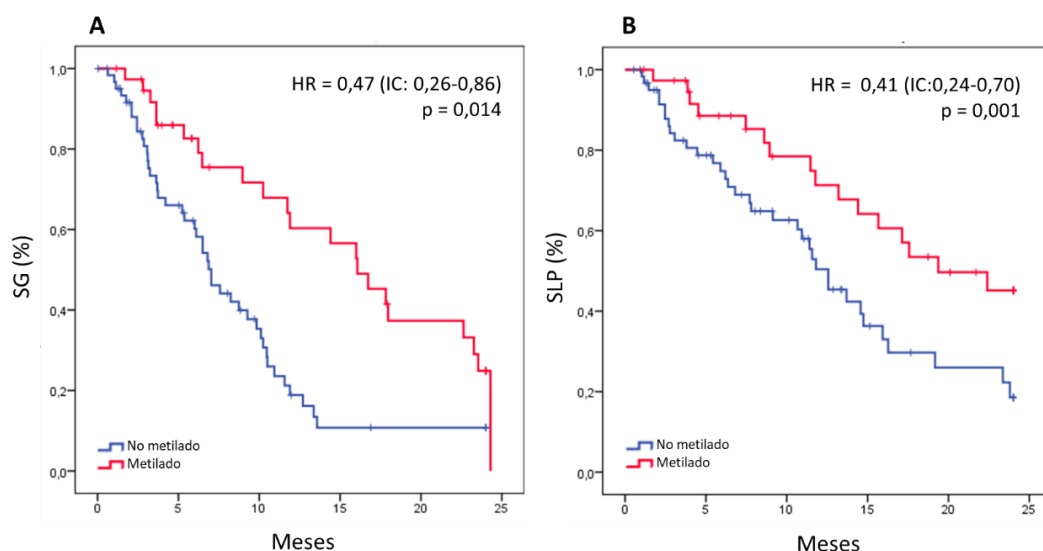 A
HR = 0,47 (IC: 0,26-0,86)
p = 0,014
SG (%)
1,0
0,8
0,6
0,4
0,2
0,0
No metilado
Metilado
0 5 10 15 20 25
Meses
B
HR = 0,41 (IC:0,24-0,70)
p = 0,001
SLP (%)
1,0
0,8
0,6
0,4
0,2
0,0
No metilado
Metilado
0 5 10 15 20 25
Meses